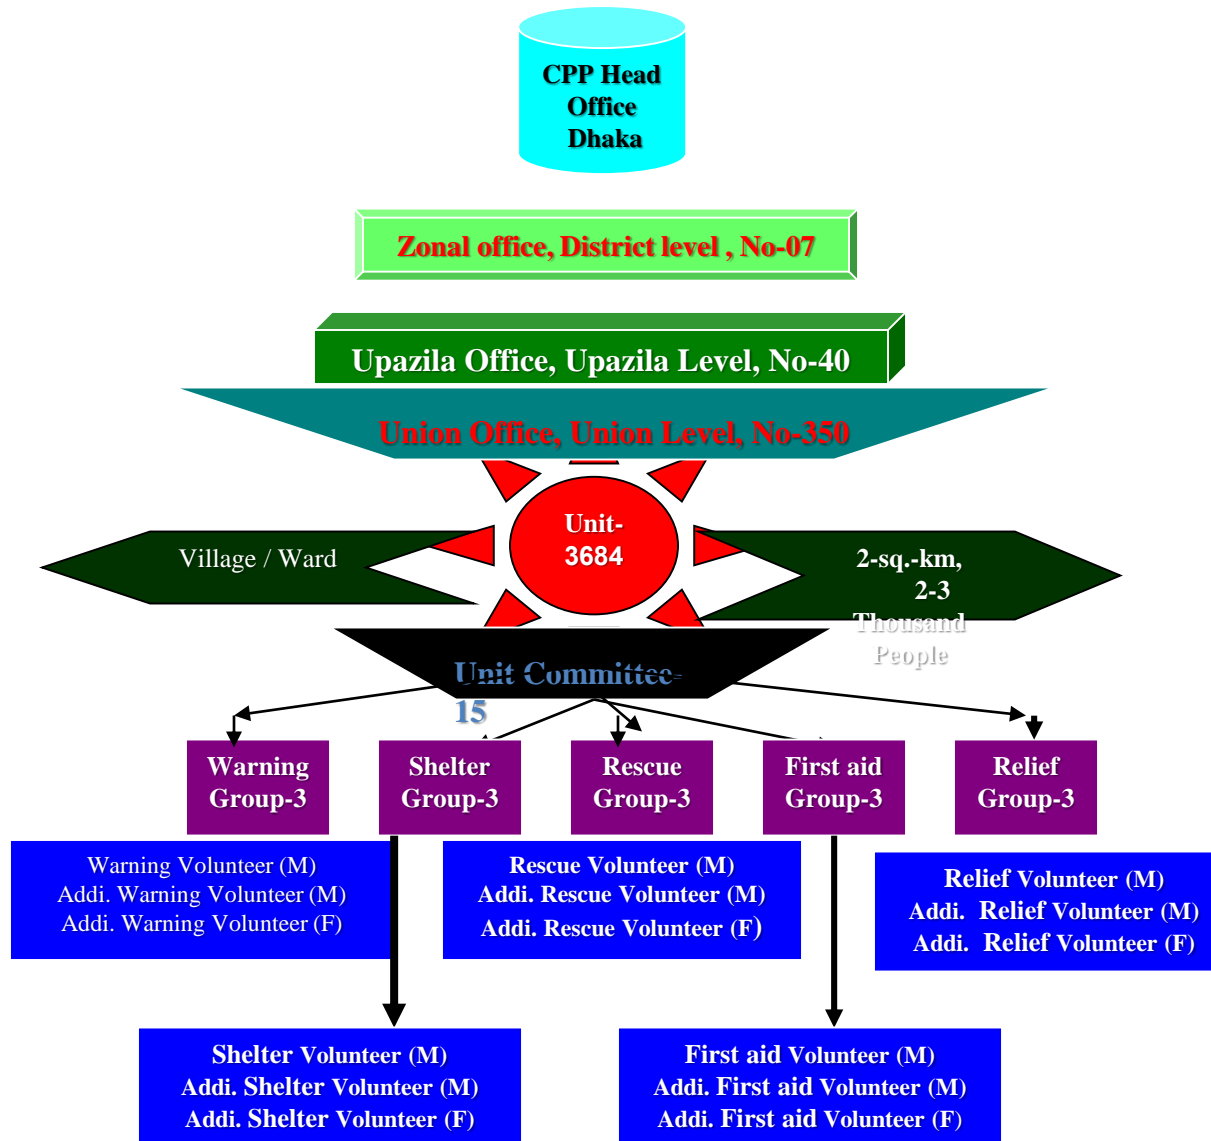 CPP Head
Office
Dhaka
Zonal office, District level , No-07
Upazila Office, Upazila Level, No-40
Union Office, Union Level, No-350
Unit-
3684
Village / Ward
2-sq.-km,
2-3
Thousand
People
Unit Committee-
15
Warning
Group-3
Shelter
Group-3
Rescue
Group-3
First aid
Group-3
Relief
Group-3
Warning Volunteer (M)
Addi. Warning Volunteer (M)
Addi. Warning Volunteer (F)
Rescue Volunteer (M)
Addi. Rescue Volunteer (M)
Addi. Rescue Volunteer (F)
Relief Volunteer (M)
Addi. Relief Volunteer (M)
Addi. Relief Volunteer (F)
Shelter Volunteer (M)
Addi. Shelter Volunteer (M)
Addi. Shelter Volunteer (F)
First aid Volunteer (M)
Addi. First aid Volunteer (M)
Addi. First aid Volunteer (F)